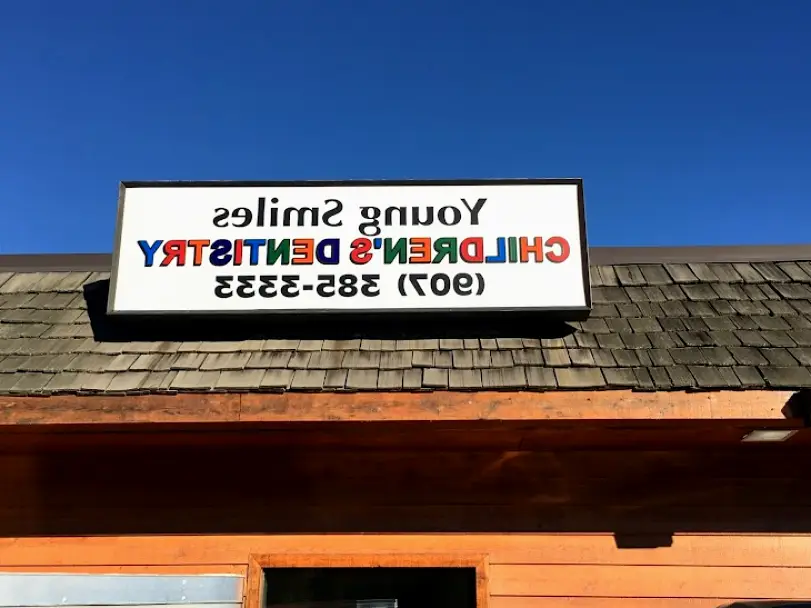 Young Smiles
CHILDREN'S DENTISTRY
(907) 385-3333